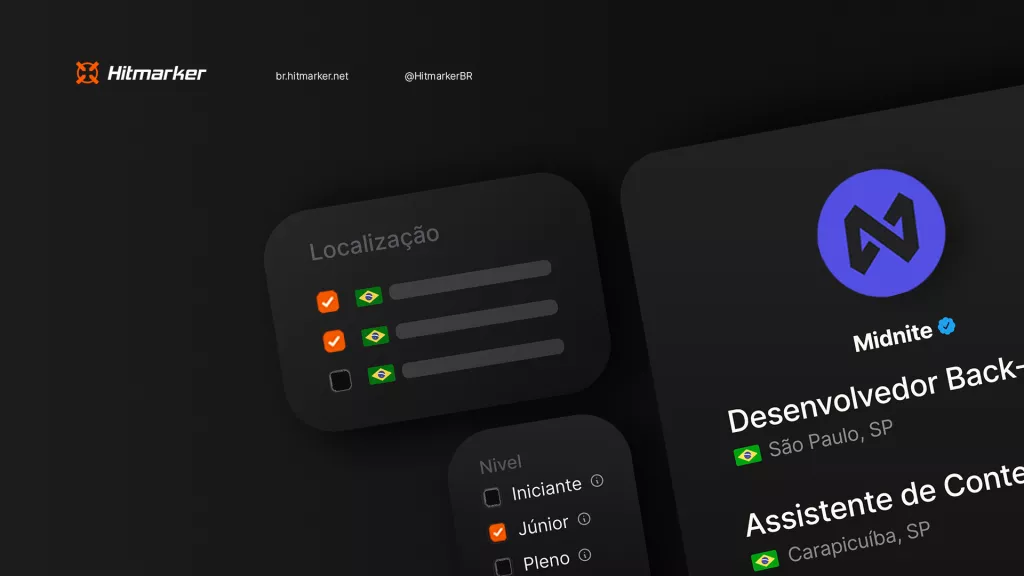 Hitmarker
br.hitmarker.net
@HitmarkerBR
Localização
Nível
Iniciante
Júnior
Pleno
Midnite
Desenvolvedor Back-
São Paulo, SP
Assistente de Conte
Carapicuíba, SP